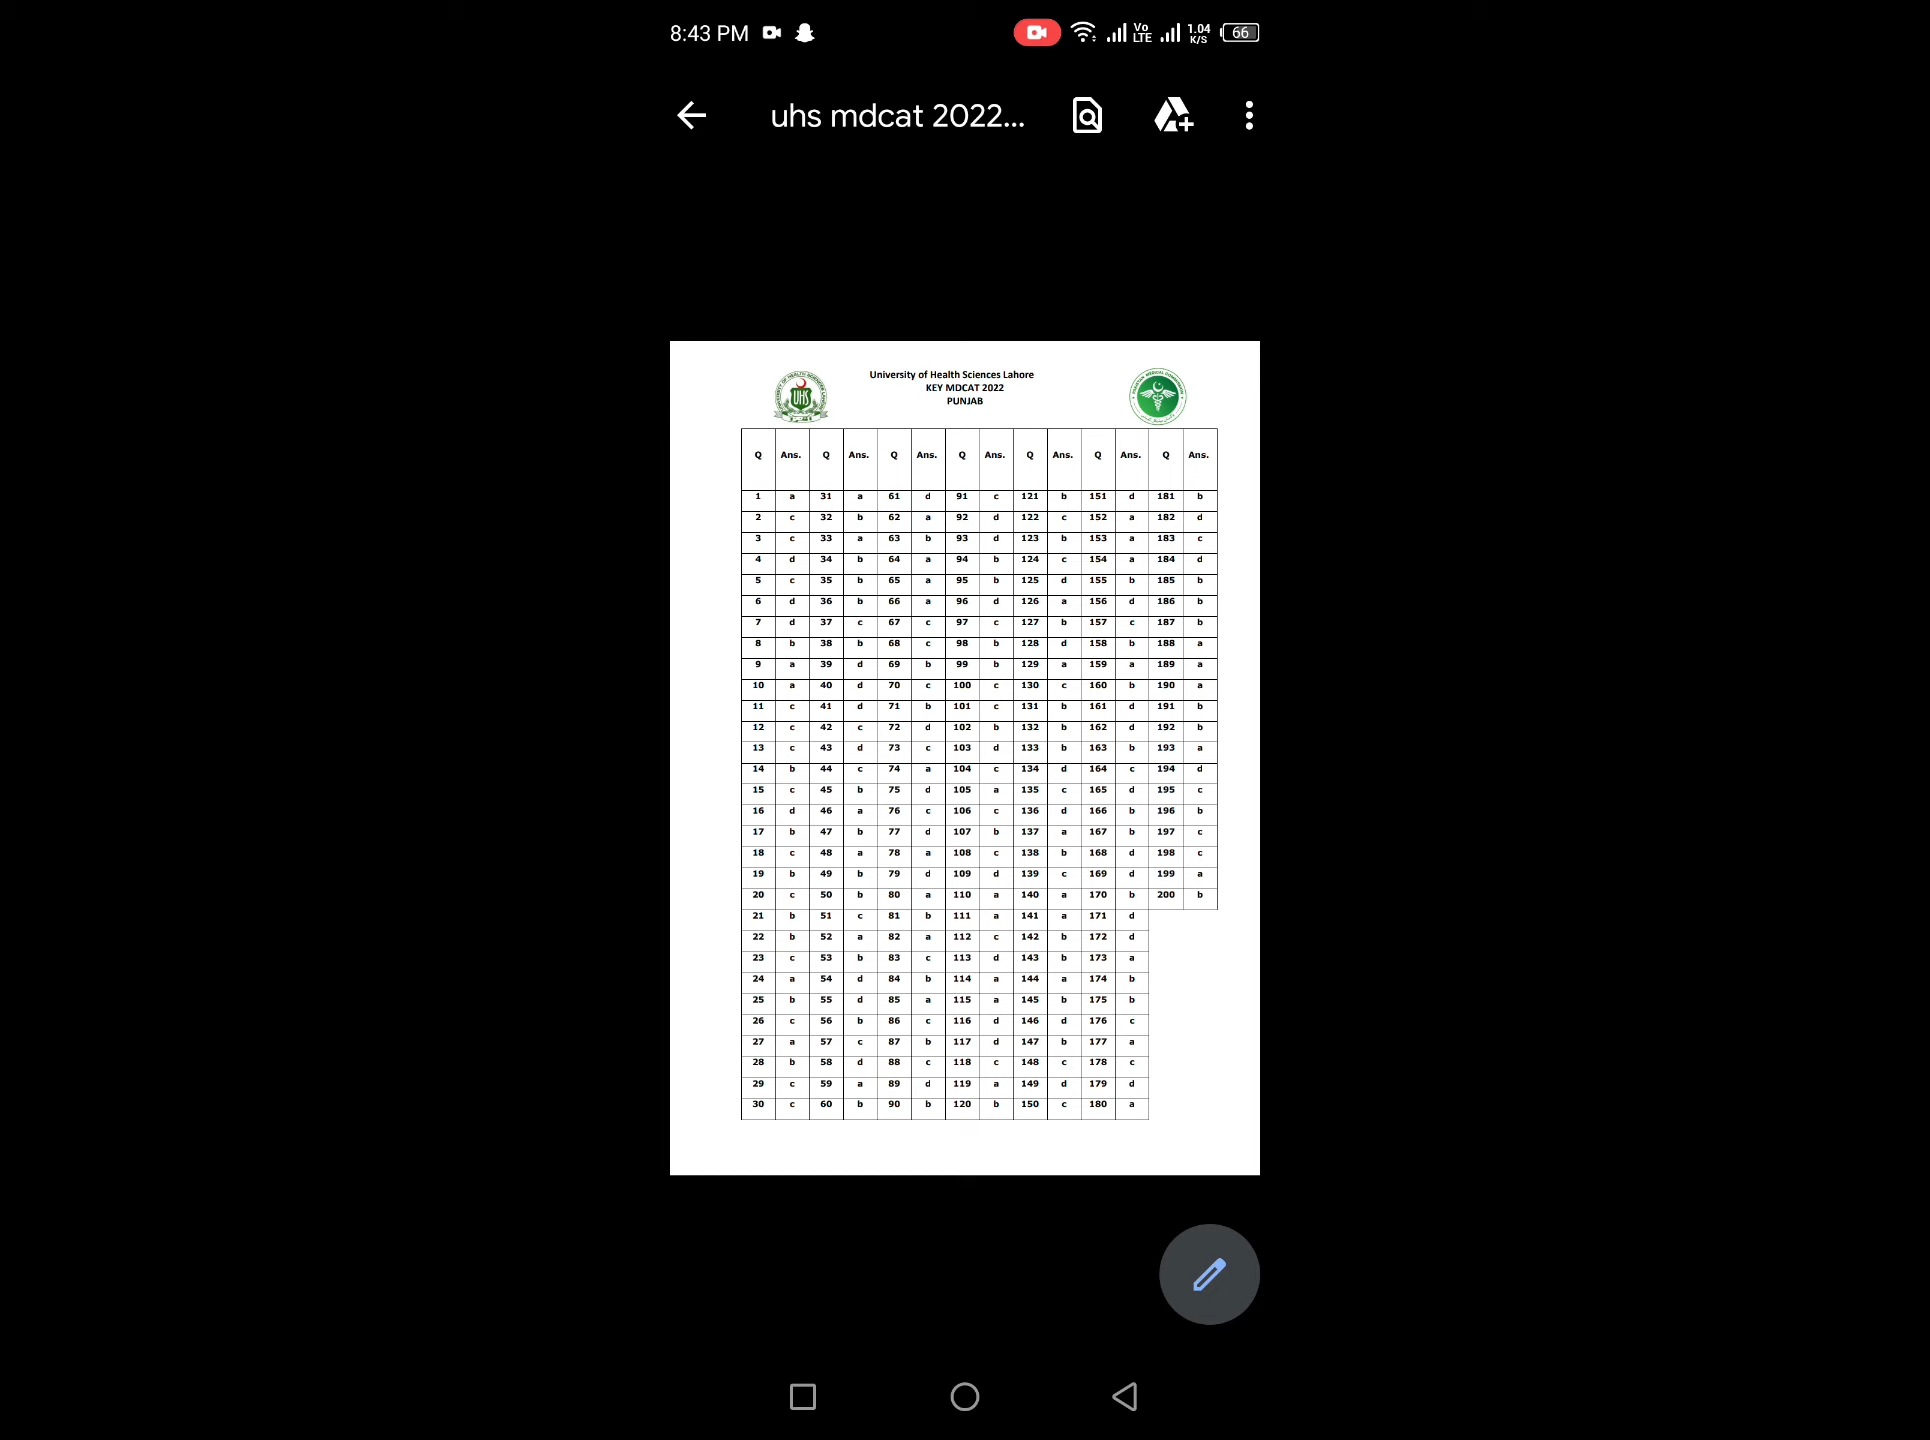 8:43 PM
Vo LTE 1.04 K/S 66
uhs mdcat 2022...
University of Health Sciences Lahore
KEY MDCAT 2022
PUNJAB
UHS
Q Ans. Q Ans. Q Ans. Q Ans. Q Ans. Q Ans. Q Ans.
1 a 31 a 61 d 91 c 121 b 151 d 181 b
2 c 32 b 62 a 92 d 122 c 152 a 182 d
3 c 33 a 63 b 93 d 123 b 153 a 183 c
4 d 34 b 64 a 94 b 124 c 154 a 184 d
5 c 35 b 65 a 95 b 125 d 155 b 185 b
6 d 36 b 66 a 96 d 126 a 156 d 186 b
7 d 37 c 67 c 97 c 127 b 157 c 187 b
8 b 38 b 68 c 98 b 128 d 158 b 188 a
9 a 39 d 69 b 99 b 129 a 159 a 189 a
10 a 40 d 70 c 100 c 130 c 160 b 190 a
11 c 41 d 71 b 101 c 131 b 161 d 191 b
12 c 42 c 72 d 102 b 132 b 162 d 192 b
13 c 43 d 73 c 103 d 133 b 163 b 193 a
14 b 44 c 74 a 104 c 134 d 164 c 194 d
15 c 45 b 75 d 105 a 135 c 165 d 195 c
16 d 46 a 76 c 106 c 136 d 166 b 196 b
17 b 47 b 77 d 107 b 137 a 167 b 197 c
18 c 48 a 78 a 108 c 138 b 168 d 198 c
19 b 49 b 79 d 109 d 139 c 169 d 199 a
20 c 50 b 80 a 110 a 140 a 170 b 200 b
21 b 51 c 81 b 111 a 141 a 171 d
22 b 52 a 82 a 112 c 142 b 172 d
23 c 53 b 83 c 113 d 143 b 173 a
24 a 54 d 84 b 114 a 144 a 174 b
25 b 55 d 85 a 115 a 145 b 175 b
26 c 56 b 86 c 116 d 146 d 176 c
27 a 57 c 87 b 117 d 147 b 177 a
28 b 58 d 88 c 118 c 148 c 178 c
29 c 59 a 89 d 119 a 149 d 179 d
30 c 60 b 90 b 120 b 150 c 180 a